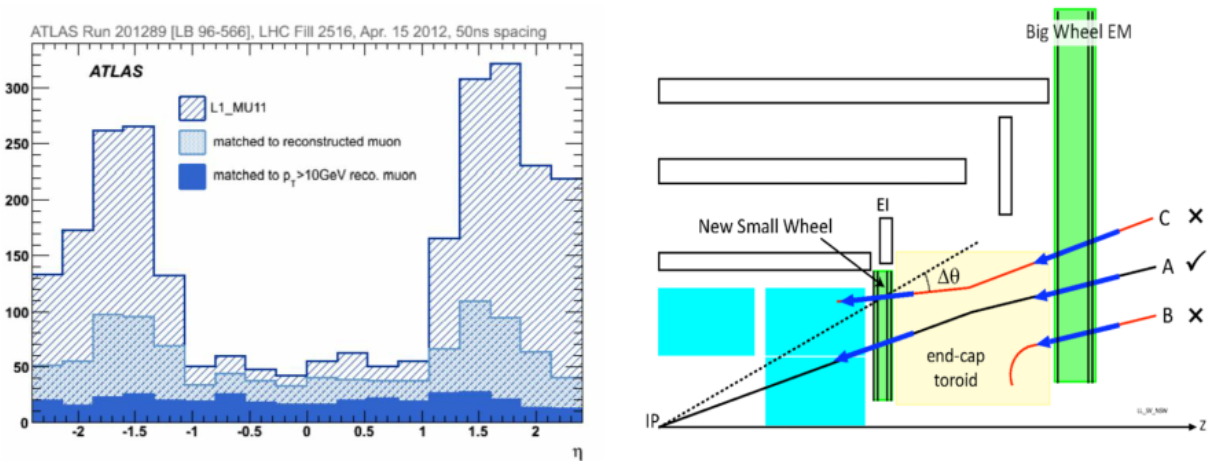 ATLAS Run 201289 [LB 96-566], LHC Fill 2516, Apr. 15 2012, 50ns spacing
ATLAS
L1_MU11
matched to reconstructed muon
matched to p_T>10GeV reco. muon
300
250
200
150
100
50
0
-2 -1.5 -1 -0.5 0 0.5 1 1.5 2
η
Big Wheel EM
EI
New Small Wheel
C ×
Δθ
A ✓
B ×
end-cap
toroid
LL_SV_NSW
IP
z